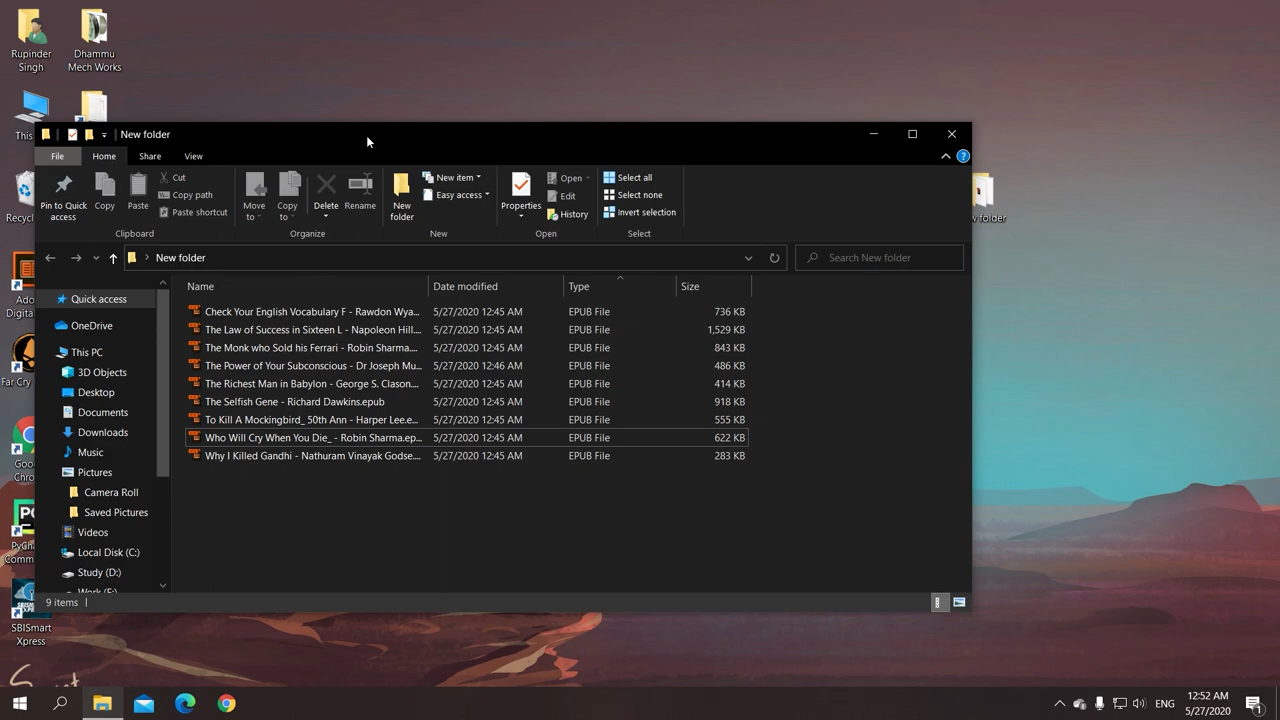 Rupinder
Singh
Dhammu
Mech Works
This
New folder
File
Home
Share
View
Pin to Quick
access
Copy
Paste
Cut
Copy path
Paste shortcut
Clipboard
Move
to
Copy
to
Delete
Rename
Organize
New
folder
New item
Easy access
New
Properties
Open
Edit
History
Open
Select all
Select none
Invert selection
Select
Recycl
w folder
New folder
Search New folder
Name
Date modified
Type
Size
Quick access
OneDrive
This PC
3D Objects
Desktop
Documents
Downloads
Music
Pictures
Camera Roll
Saved Pictures
Videos
Local Disk (C:)
Study (D:)
Work (E:)
Check Your English Vocabulary F - Rawdon Wya... 5/27/2020 12:45 AM EPUB File 736 KB
The Law of Success in Sixteen L - Napoleon Hill.... 5/27/2020 12:45 AM EPUB File 1,529 KB
The Monk who Sold his Ferrari - Robin Sharma.... 5/27/2020 12:45 AM EPUB File 843 KB
The Power of Your Subconscious - Dr Joseph Mu... 5/27/2020 12:46 AM EPUB File 486 KB
The Richest Man in Babylon - George S. Clason.... 5/27/2020 12:45 AM EPUB File 414 KB
The Selfish Gene - Richard Dawkins.epub 5/27/2020 12:45 AM EPUB File 918 KB
To Kill A Mockingbird_ 50th Ann - Harper Lee.e... 5/27/2020 12:45 AM EPUB File 555 KB
Who Will Cry When You Die_ - Robin Sharma.ep... 5/27/2020 12:45 AM EPUB File 622 KB
Why I Killed Gandhi - Nathuram Vinayak Godse.... 5/27/2020 12:45 AM EPUB File 283 KB
Ado
Digita
Far Cry
Goo
Chro
PC
PyCh
Comm
SBISmart
Xpress
9 items
ENG
12:52 AM
5/27/2020
1